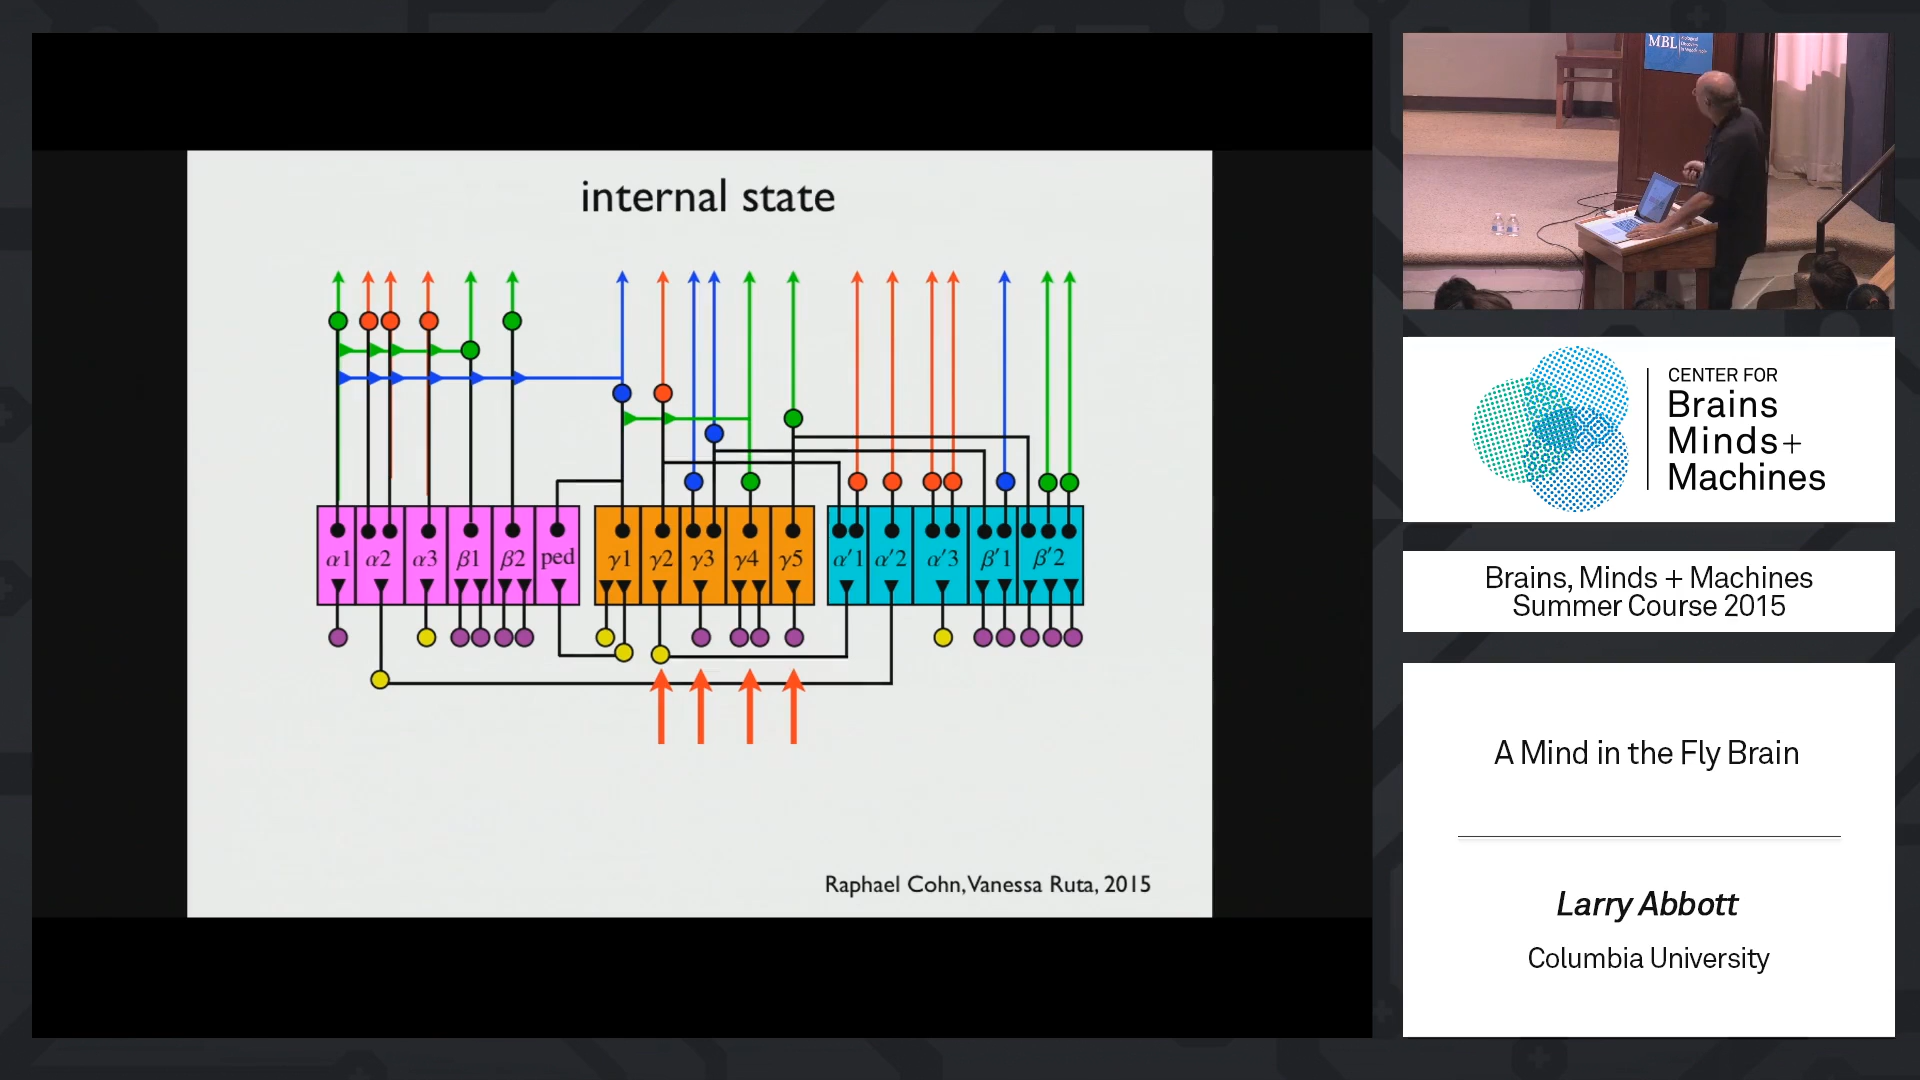 internal state
α1 α2 α3 β1 β2 ped γ1 γ2 γ3 γ4 γ5 α′1 α′2 α′3 β′1 β′2
Raphael Cohn, Vanessa Ruta, 2015
MBL
CENTER FOR
Brains
Minds+
Machines
Brains, Minds + Machines
Summer Course 2015
A Mind in the Fly Brain
Larry Abbott
Columbia University